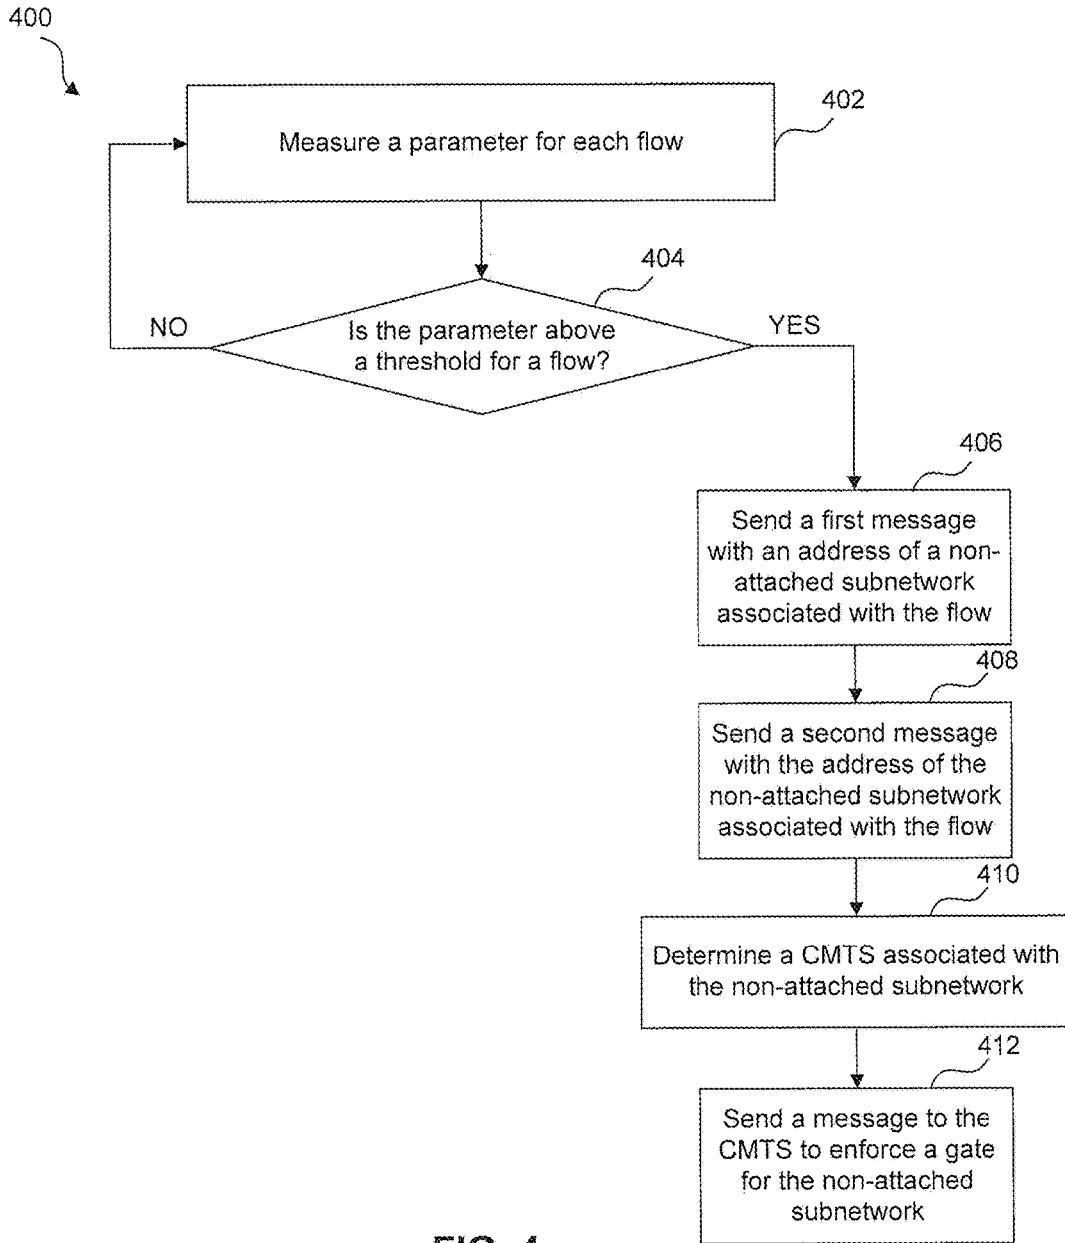 400
402
Measure a parameter for each flow
404
NO
Is the parameter above
a threshold for a flow?
YES
406
Send a first message
with an address of a non-
attached subnetwork
associated with the flow
408
Send a second message
with the address of the
non-attached subnetwork
associated with the flow
410
Determine a CMTS associated with
the non-attached subnetwork
412
Send a message to the
CMTS to enforce a gate
for the non-attached
subnetwork
FIG. 4